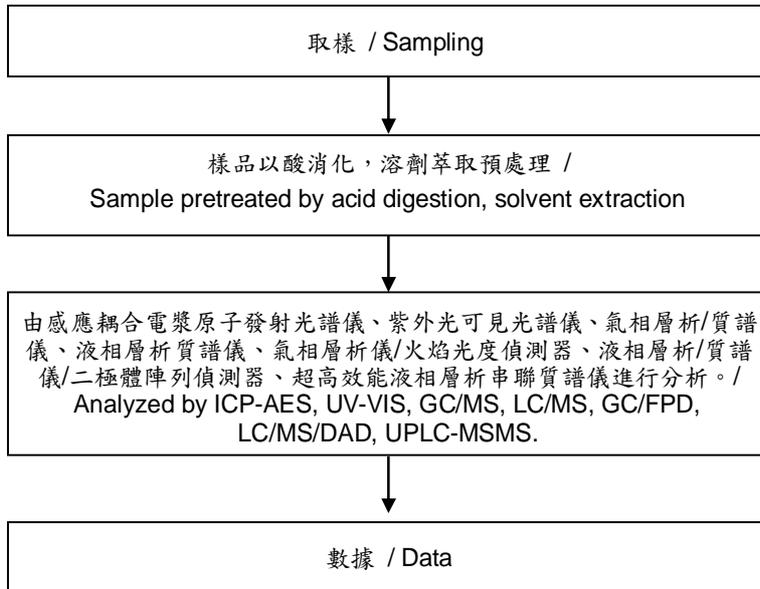 取樣 / Sampling
樣品以酸消化，溶劑萃取預處理 /
Sample pretreated by acid digestion, solvent extraction
由感應耦合電漿原子發射光譜儀、紫外光可見光譜儀、氣相層析/質譜
儀、液相層析質譜儀、氣相層析儀/火焰光度偵測器、液相層析/質譜
儀/二極體陣列偵測器、超高效能液相層析串聯質譜儀進行分析。/
Analyzed by ICP-AES, UV-VIS, GC/MS, LC/MS, GC/FPD,
LC/MS/DAD, UPLC-MSMS.
數據 / Data